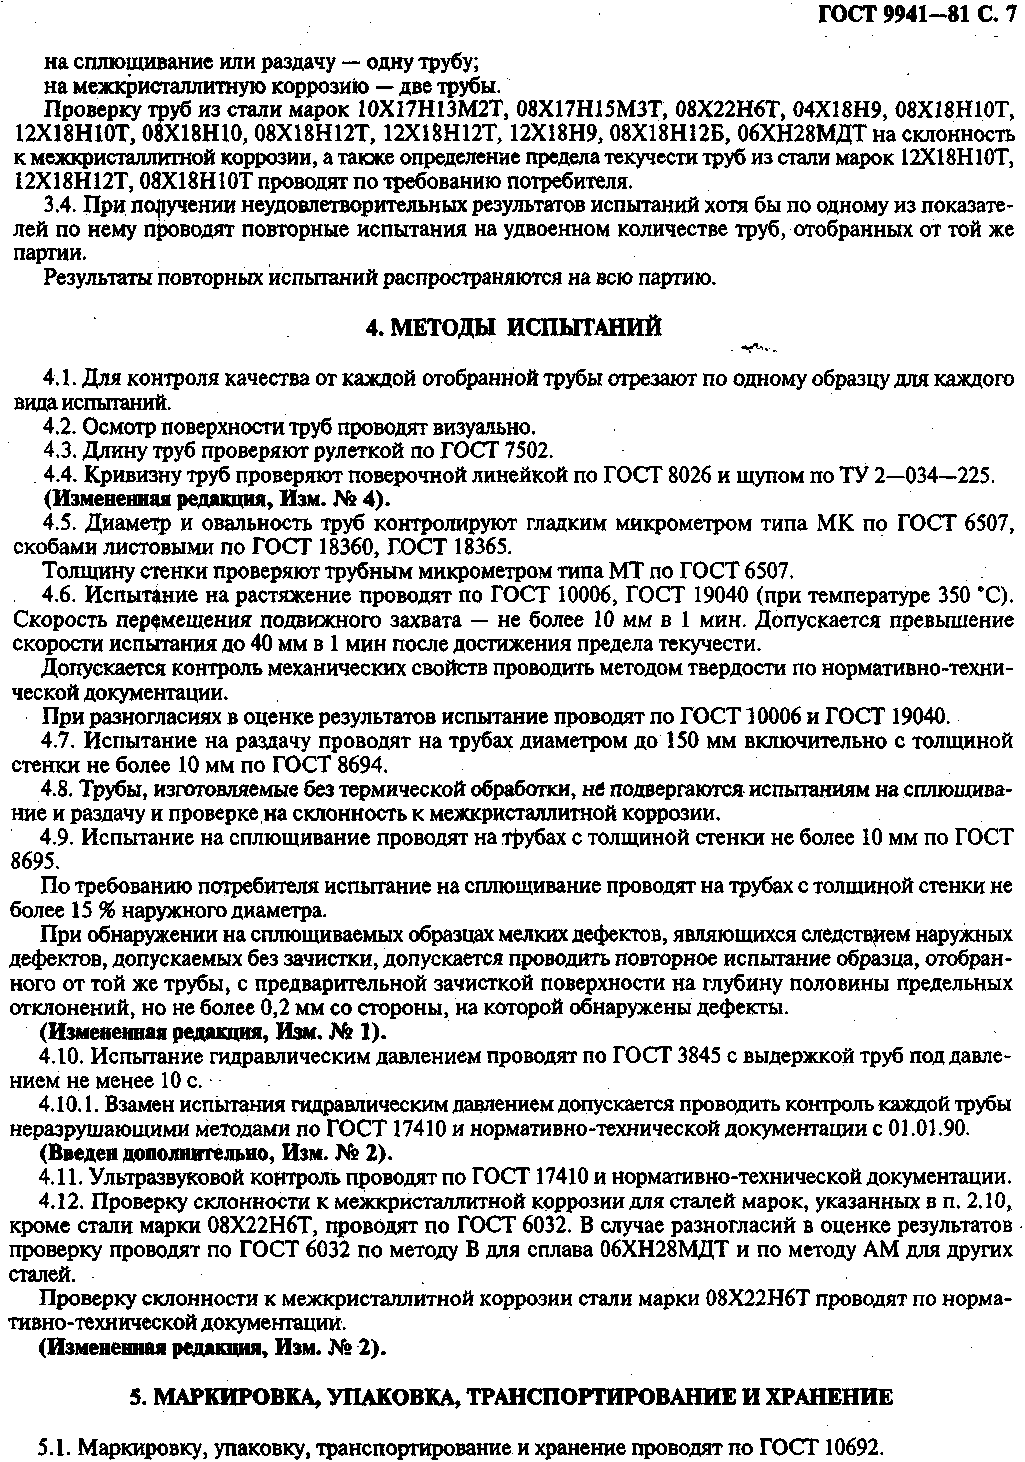 ГОСТ 9941—81 С. 7
на сплющивание или раздачу — одну трубу;
на межкристаллитную коррозию — две трубы.
Проверку труб из стали марок 10Х17Н13М2Т, 08Х17Н15М3Т, 08Х22Н6Т, 04Х18Н9, 08Х18Н10Т,
12Х18Н10Т, 08Х18Н10, 08Х18Н12Т, 12Х18Н12Т, 12Х18Н9, 08Х18Н12Б, 06ХН28МДТ на склонность
к межкристаллитной коррозии, а также определение предела текучести труб из стали марок 12Х18Н10Т,
12Х18Н12Т, 08Х18Н10Т проводят по требованию потребителя.
3.4. При получении неудовлетворительных результатов испытаний хотя бы по одному из показате-
лей по нему проводят повторные испытания на удвоенном количестве труб, отобранных от той же
партии.
Результаты повторных испытаний распространяются на всю партию.
4. МЕТОДЫ ИСПЫТАНИЙ
4.1. Для контроля качества от каждой отобранной трубы отрезают по одному образцу для каждого
вида испытаний.
4.2. Осмотр поверхности труб проводят визуально.
4.3. Длину труб проверяют рулеткой по ГОСТ 7502.
4.4. Кривизну труб проверяют поверочной линейкой по ГОСТ 8026 и щупом по ТУ 2—034—225.
(Измененная редакция, Изм. № 4).
4.5. Диаметр и овальность труб контролируют гладким микрометром типа МК по ГОСТ 6507,
скобами листовыми по ГОСТ 18360, ГОСТ 18365.
Толщину стенки проверяют трубным микрометром типа МТ по ГОСТ 6507.
4.6. Испытание на растяжение проводят по ГОСТ 10006, ГОСТ 19040 (при температуре 350 °С).
Скорость перемещения подвижного захвата — не более 10 мм в 1 мин. Допускается превышение
скорости испытания до 40 мм в 1 мин после достижения предела текучести.
Допускается контроль механических свойств проводить методом твердости по нормативно-техни-
ческой документации.
При разногласиях в оценке результатов испытание проводят по ГОСТ 10006 и ГОСТ 19040.
4.7. Испытание на раздачу проводят на трубах диаметром до 150 мм включительно с толщиной
стенки не более 10 мм по ГОСТ 8694.
4.8. Трубы, изготовляемые без термической обработки, не подвергаются испытаниям на сплющива-
ние и раздачу и проверке на склонность к межкристаллитной коррозии.
4.9. Испытание на сплющивание проводят на трубах с толщиной стенки не более 10 мм по ГОСТ
8695.
По требованию потребителя испытание на сплющивание проводят на трубах с толщиной стенки не
более 15 % наружного диаметра.
При обнаружении на сплющиваемых образцах мелких дефектов, являющихся следствием наружных
дефектов, допускаемых без зачистки, допускается проводить повторное испытание образца, отобран-
ного от той же трубы, с предварительной зачисткой поверхности на глубину половины предельных
отклонений, но не более 0,2 мм со стороны, на которой обнаружены дефекты.
(Измененная редакция, Изм. № 1).
4.10. Испытание гидравлическим давлением проводят по ГОСТ 3845 с выдержкой труб под давле-
нием не менее 10 с.
4.10.1. Взамен испытания гидравлическим давлением допускается проводить контроль каждой трубы
неразрушающими методами по ГОСТ 17410 и нормативно-технической документации с 01.01.90.
(Введен дополнительно, Изм. № 2).
4.11. Ультразвуковой контроль проводят по ГОСТ 17410 и нормативно-технической документации.
4.12. Проверку склонности к межкристаллитной коррозии для сталей марок, указанных в п. 2.10,
кроме стали марки 08Х22Н6Т, проводят по ГОСТ 6032. В случае разногласий в оценке результатов
проверку проводят по ГОСТ 6032 по методу В для сплава 06ХН28МДТ и по методу АМ для других
сталей.
Проверку склонности к межкристаллитной коррозии стали марки 08Х22Н6Т проводят по норма-
тивно-технической документации.
(Измененная редакция, Изм. № 2).
5. МАРКИРОВКА, УПАКОВКА, ТРАНСПОРТИРОВАНИЕ И ХРАНЕНИЕ
5.1. Маркировку, упаковку, транспортирование и хранение проводят по ГОСТ 10692.